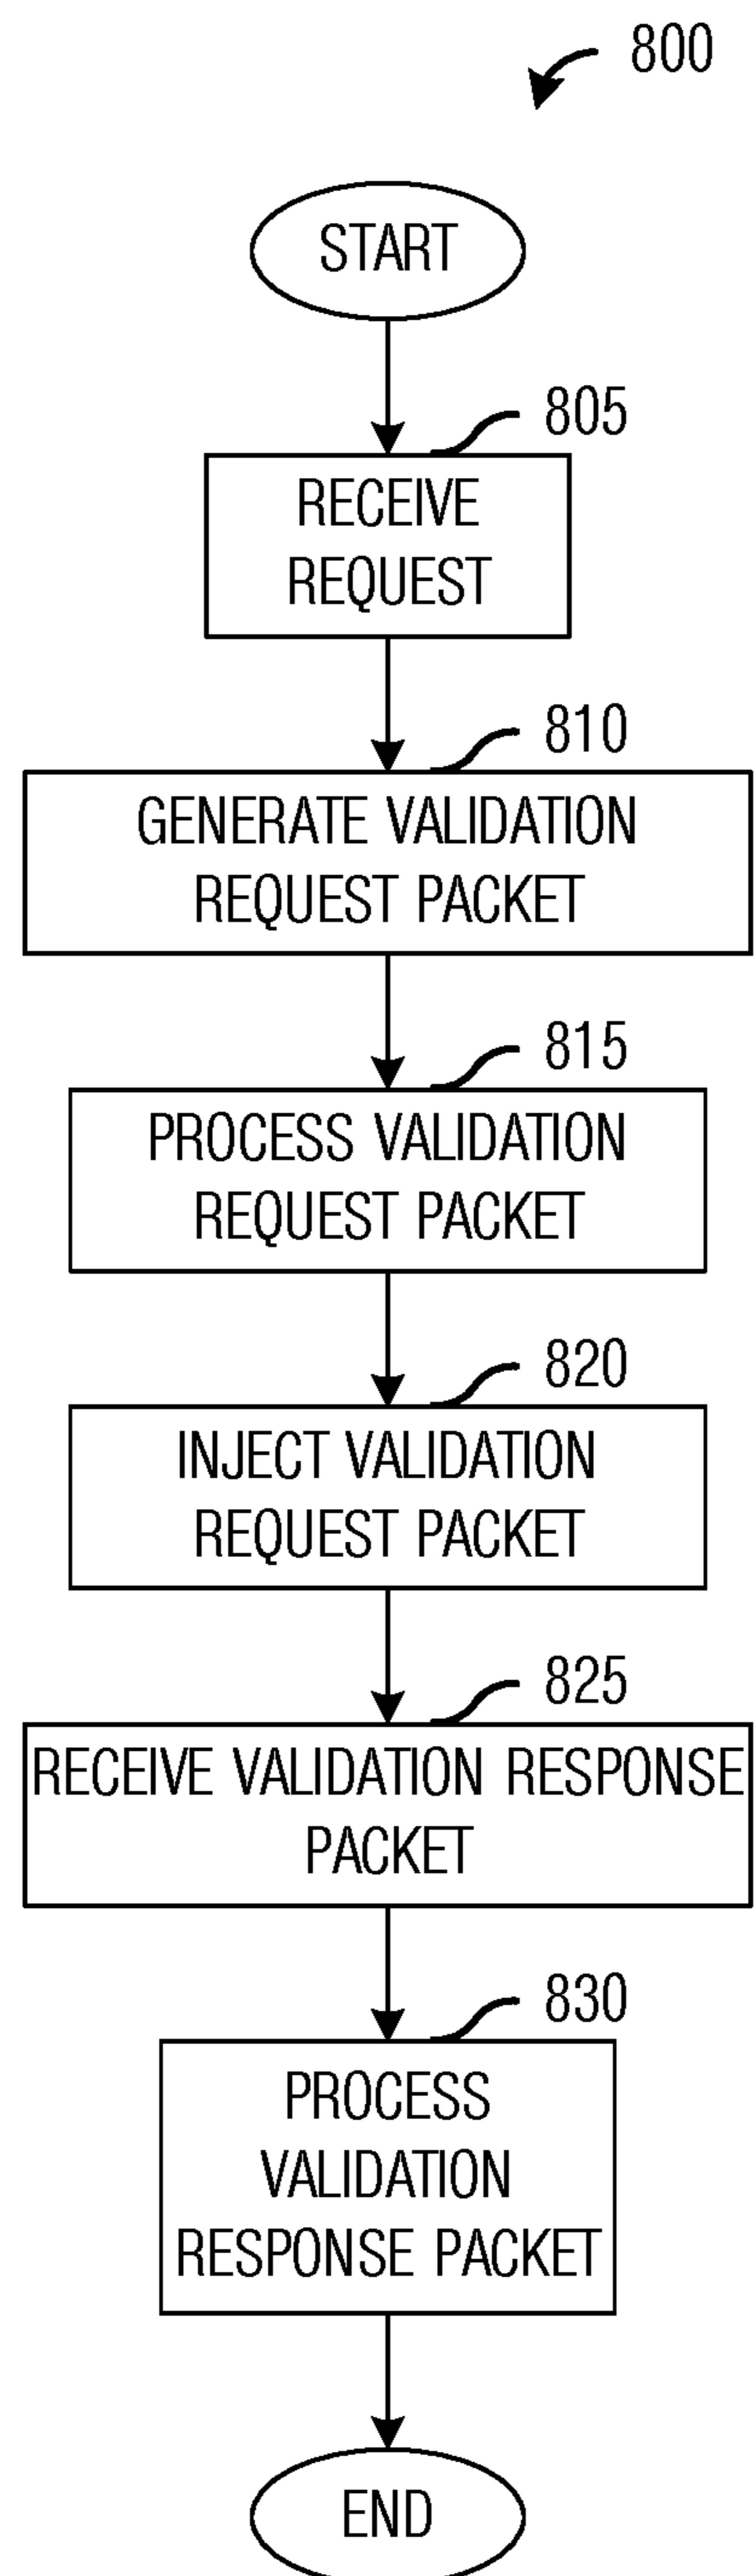 800
START
805
RECEIVE
REQUEST
810
GENERATE VALIDATION
REQUEST PACKET
815
PROCESS VALIDATION
REQUEST PACKET
820
INJECT VALIDATION
REQUEST PACKET
825
RECEIVE VALIDATION RESPONSE
PACKET
830
PROCESS
VALIDATION
RESPONSE PACKET
END